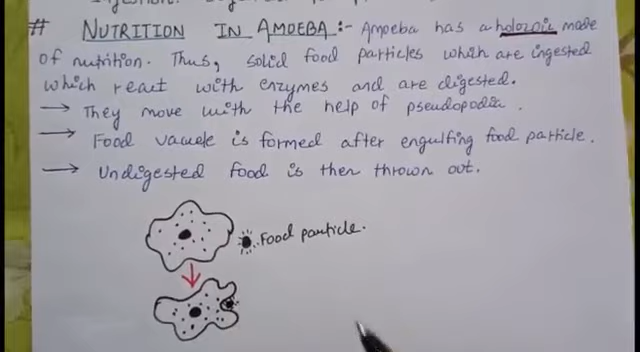 # NUTRITION IN AMOEBA :- Amoeba has a holozoic mode
of nutrition. Thus, solid food particles which are ingested
which react with enzymes and are digested.
→ They move with the help of pseudopodia.
→ Food vacuole is formed after engulfing food particle.
→ Undigested food is then thrown out.
Food particle.